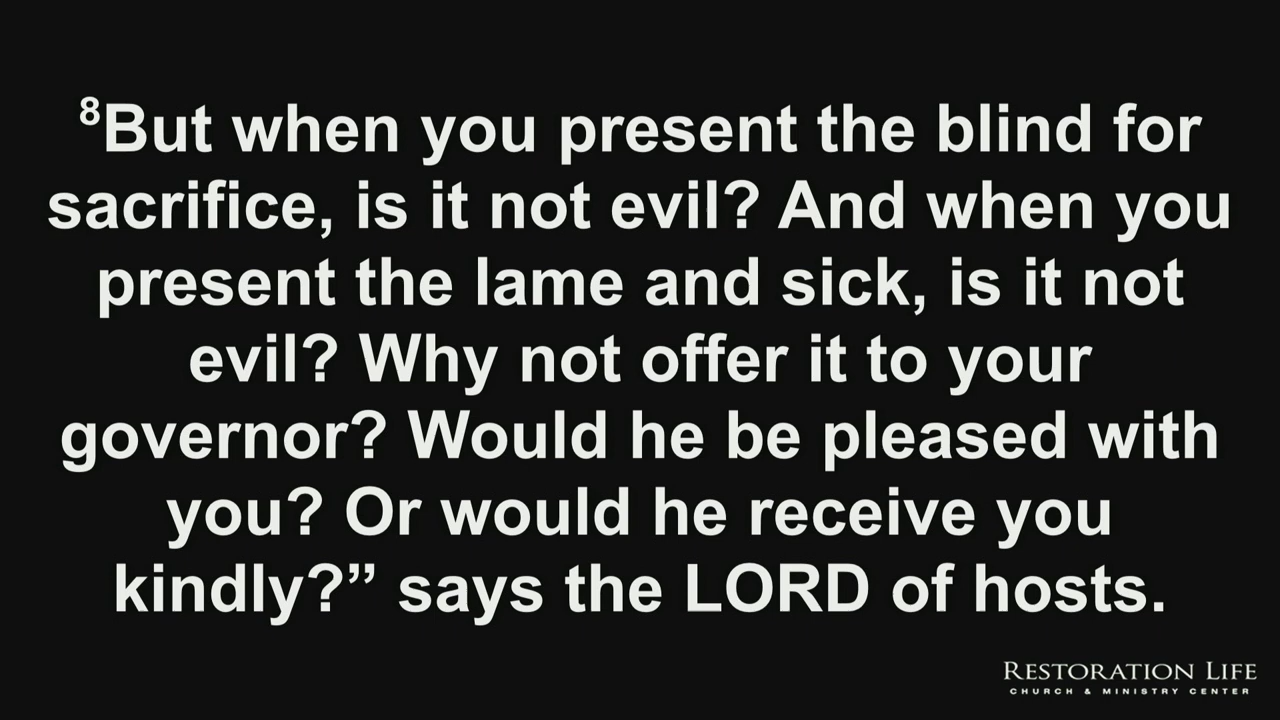 ⁸But when you present the blind for
sacrifice, is it not evil? And when you
present the lame and sick, is it not
evil? Why not offer it to your
governor? Would he be pleased with
you? Or would he receive you
kindly?” says the LORD of hosts.
RESTORATION LIFE
CHURCH & MINISTRY CENTER